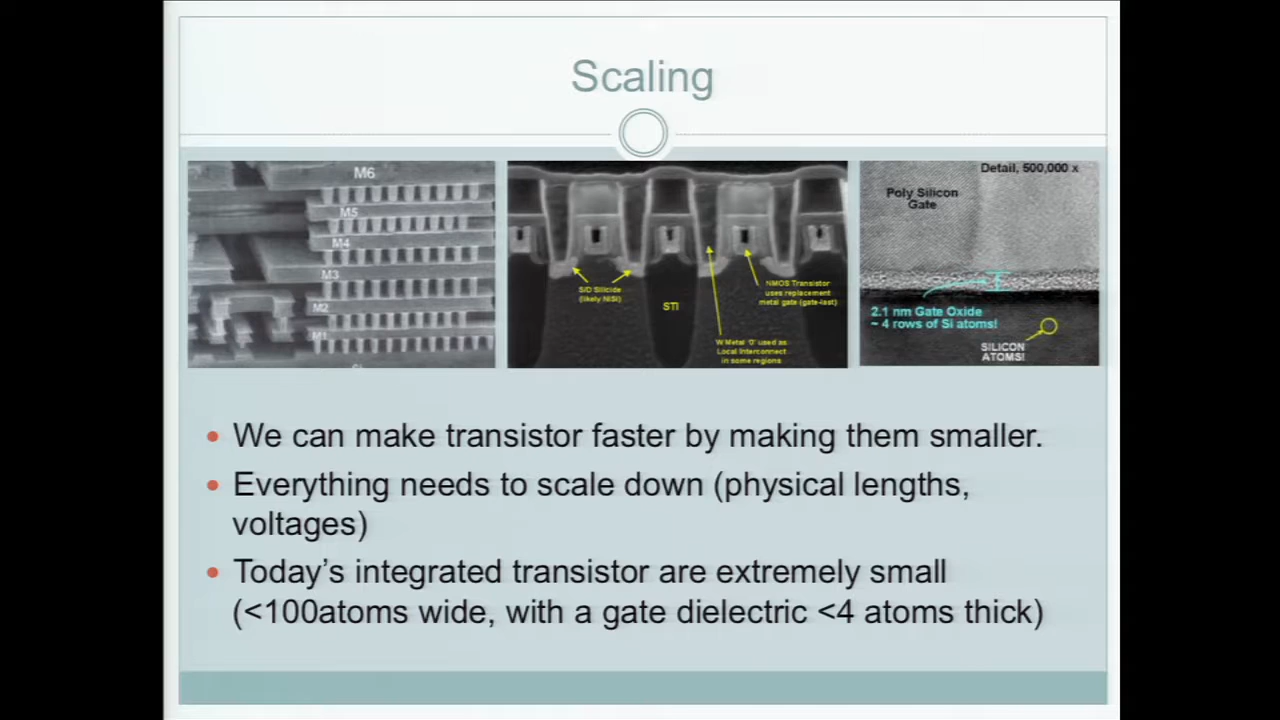 Scaling
M6
M5
M4
M3
M2
M1
S/D Silicide
(likely NiSi)
STI
NMOS Transistor
uses replacement
metal gate (gate-last)
W Metal '0' used as
Local Interconnect
in some regions
Detail, 500,000 x
Poly Silicon
Gate
2.1 nm Gate Oxide
~ 4 rows of Si atoms!
SILICON
ATOMS!
• We can make transistor faster by making them smaller.
• Everything needs to scale down (physical lengths,
voltages)
• Today's integrated transistor are extremely small
(<100atoms wide, with a gate dielectric <4 atoms thick)